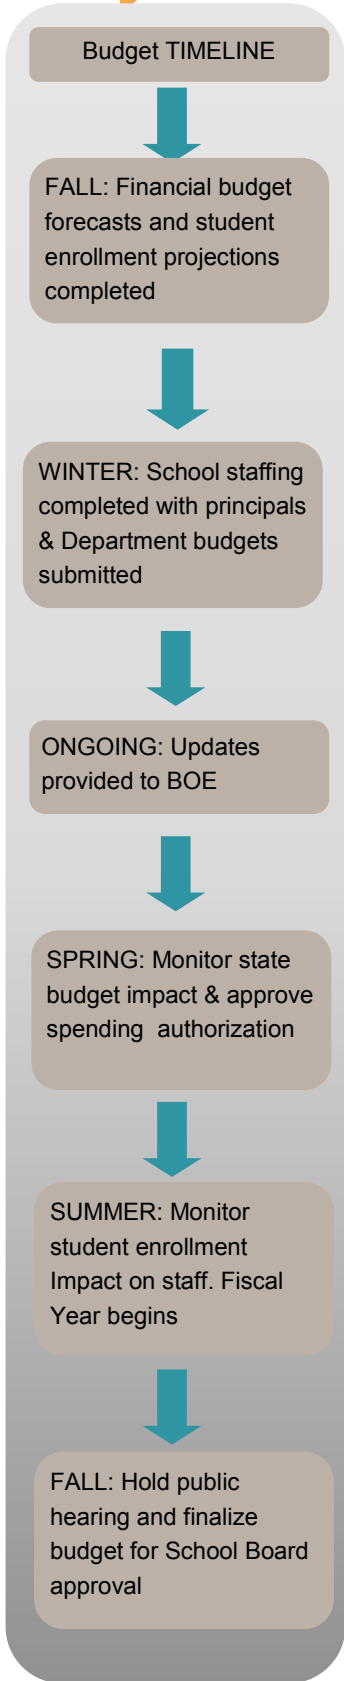 Budget TIMELINE
FALL: Financial budget
forecasts and student
enrollment projections
completed
WINTER: School staffing
completed with principals
& Department budgets
submitted
ONGOING: Updates
provided to BOE
SPRING: Monitor state
budget impact & approve
spending authorization
SUMMER: Monitor
student enrollment
Impact on staff. Fiscal
Year begins
FALL: Hold public
hearing and finalize
budget for School Board
approval